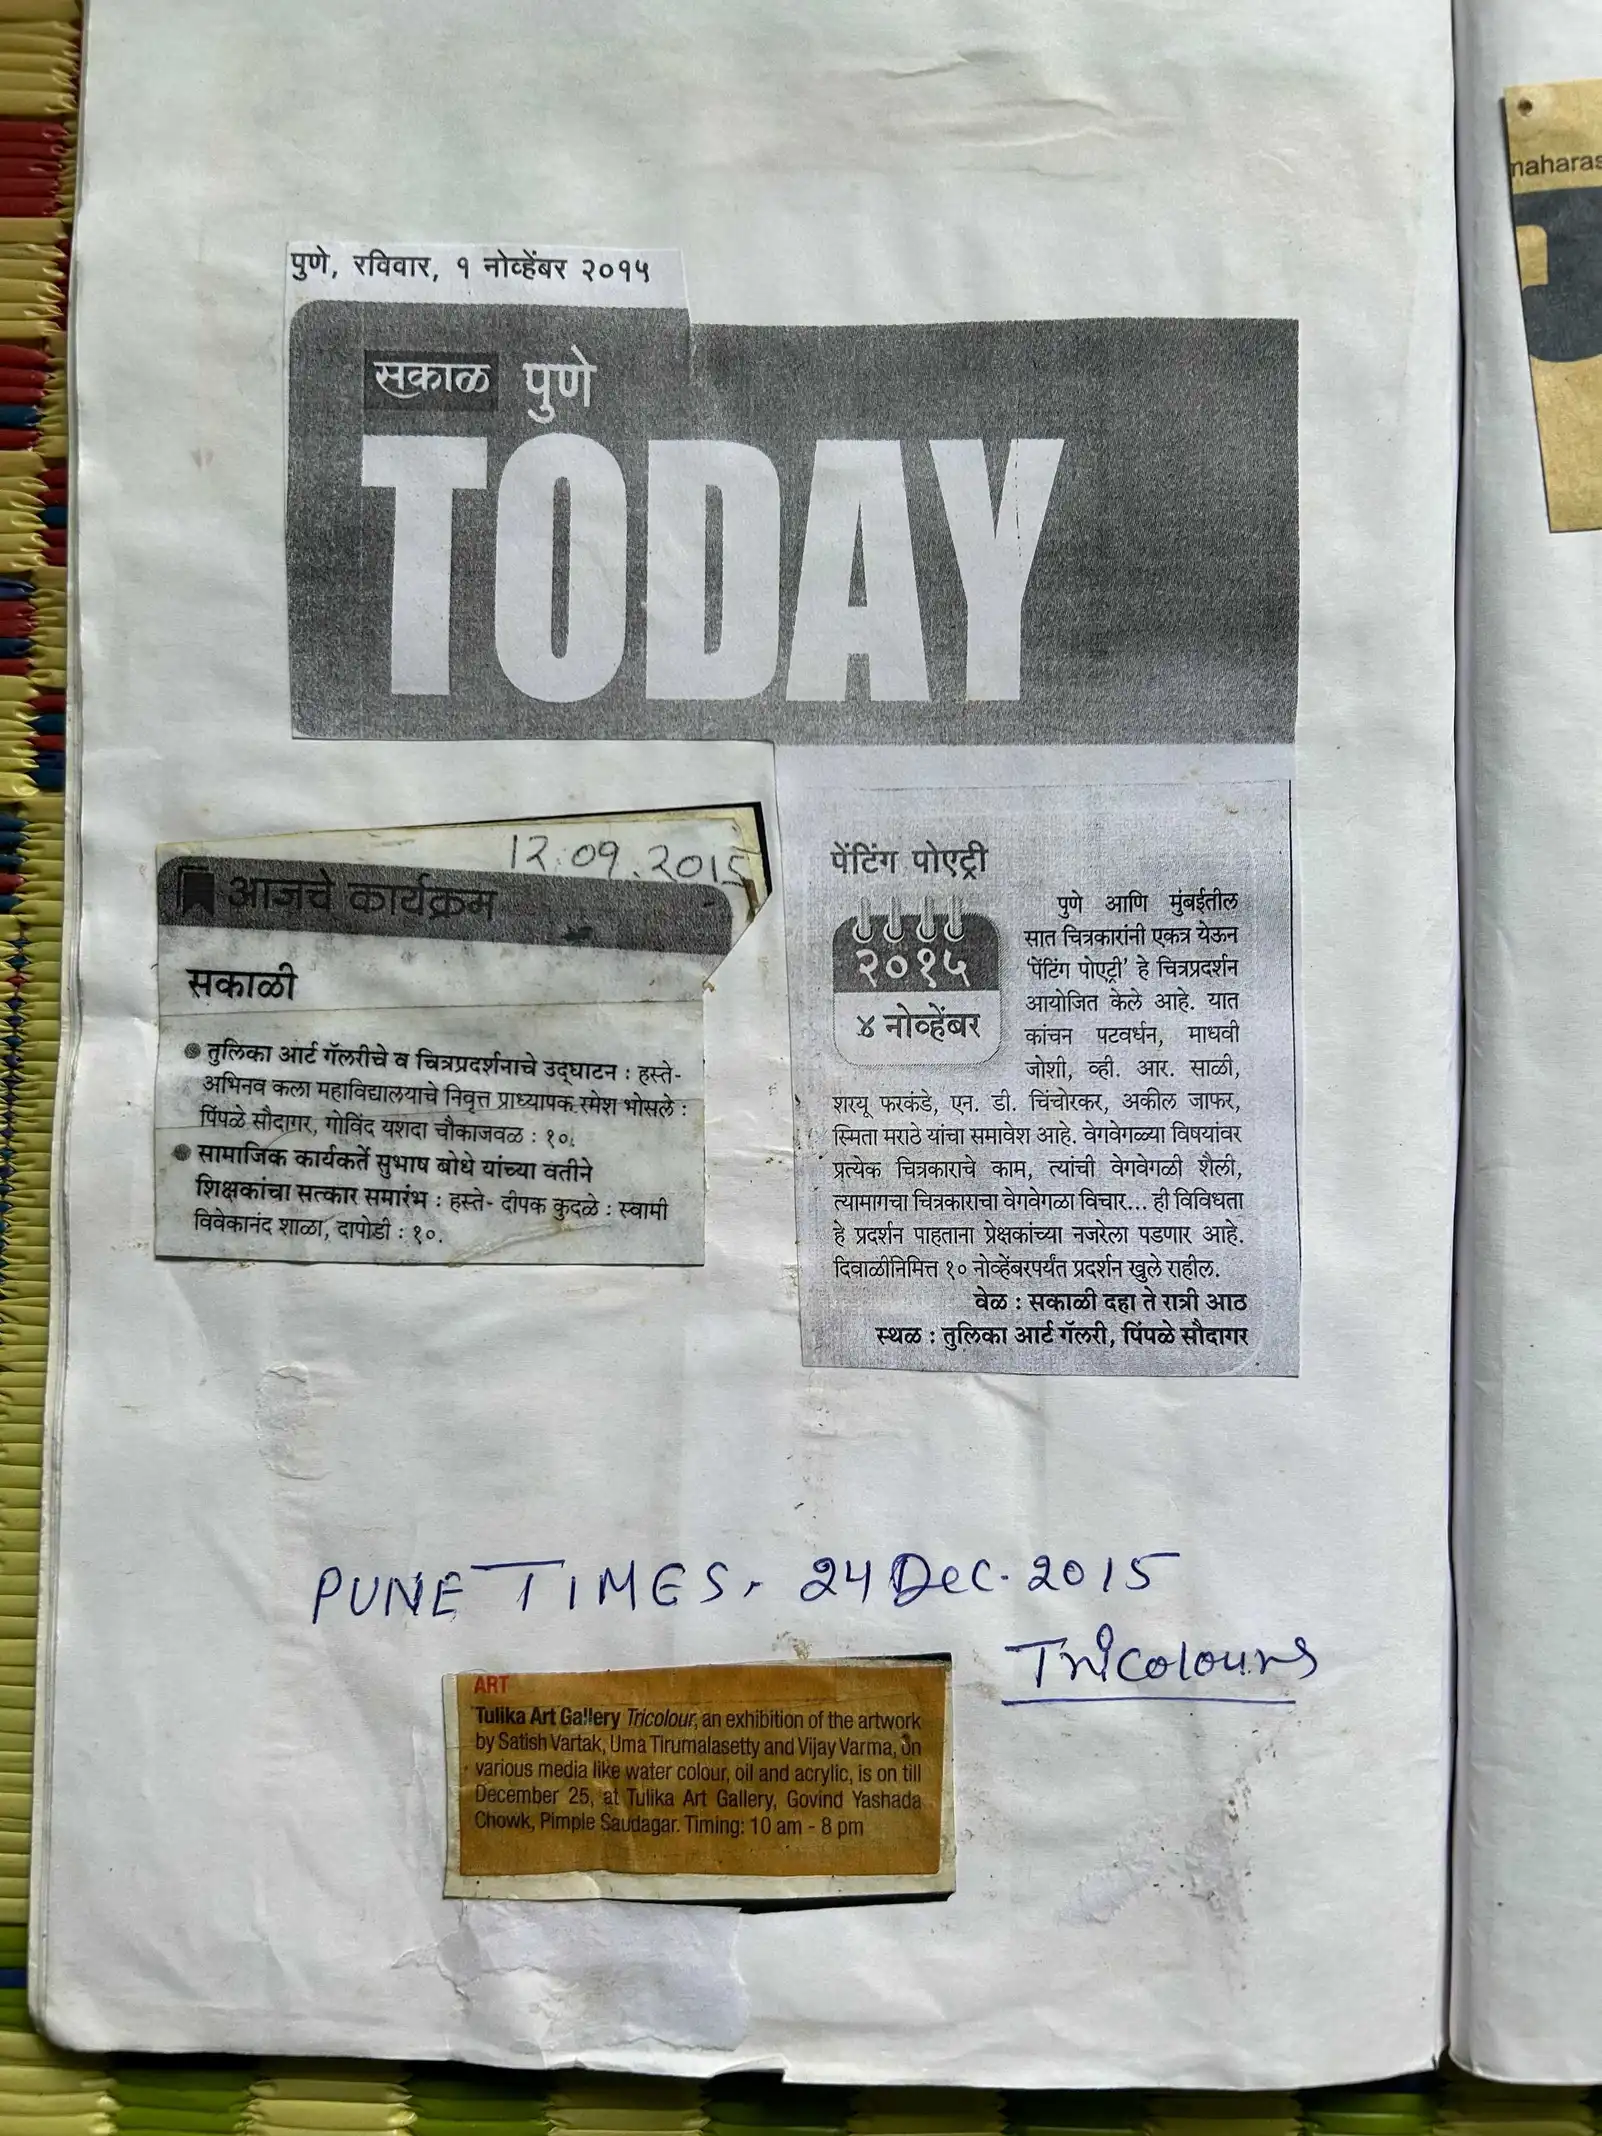 पुणे, रविवार, १ नोव्हेंबर २०१५
सकाळ पुणे
TODAY
12.09.2015
आजचे कार्यक्रम
सकाळी
● तुलिका आर्ट गॅलरीचे व चित्रप्रदर्शनाचे उद्घाटन : हस्ते-
अभिनव कला महाविद्यालयाचे निवृत्त प्राध्यापक रमेश भोसले :
पिंपळे सौदागर, गोविंद यशदा चौकाजवळ : १०.
● सामाजिक कार्यकर्ते सुभाष बोधे यांच्या वतीने
शिक्षकांचा सत्कार समारंभ : हस्ते- दीपक कुदळे : स्वामी
विवेकानंद शाळा, दापोडी : १०.
पेंटिंग पोएट्री
२०१५
४ नोव्हेंबर
पुणे आणि मुंबईतील
सात चित्रकारांनी एकत्र येऊन
'पेंटिंग पोएट्री' हे चित्रप्रदर्शन
आयोजित केले आहे. यात
कांचन पटवर्धन, माधवी
जोशी, व्ही. आर. साळी,
शरयू फरकंडे, एन. डी. चिंचोरकर, अकील जाफर,
स्मिता मराठे यांचा समावेश आहे. वेगवेगळ्या विषयांवर
प्रत्येक चित्रकाराचे काम, त्यांची वेगवेगळी शैली,
त्यामागचा चित्रकाराचा वेगवेगळा विचार... ही विविधता
हे प्रदर्शन पाहताना प्रेक्षकांच्या नजरेला पडणार आहे.
दिवाळीनिमित्त १० नोव्हेंबरपर्यंत प्रदर्शन खुले राहील.
वेळ : सकाळी दहा ते रात्री आठ
स्थळ : तुलिका आर्ट गॅलरी, पिंपळे सौदागर
PUNE TIMES. 24 Dec. 2015
Tricolours
ART
Tulika Art Gallery Tricolour, an exhibition of the artwork
by Satish Vartak, Uma Tirumalasetty and Vijay Varma, on
various media like water colour, oil and acrylic, is on till
December 25, at Tulika Art Gallery, Govind Yashada
Chowk, Pimple Saudagar. Timing: 10 am - 8 pm